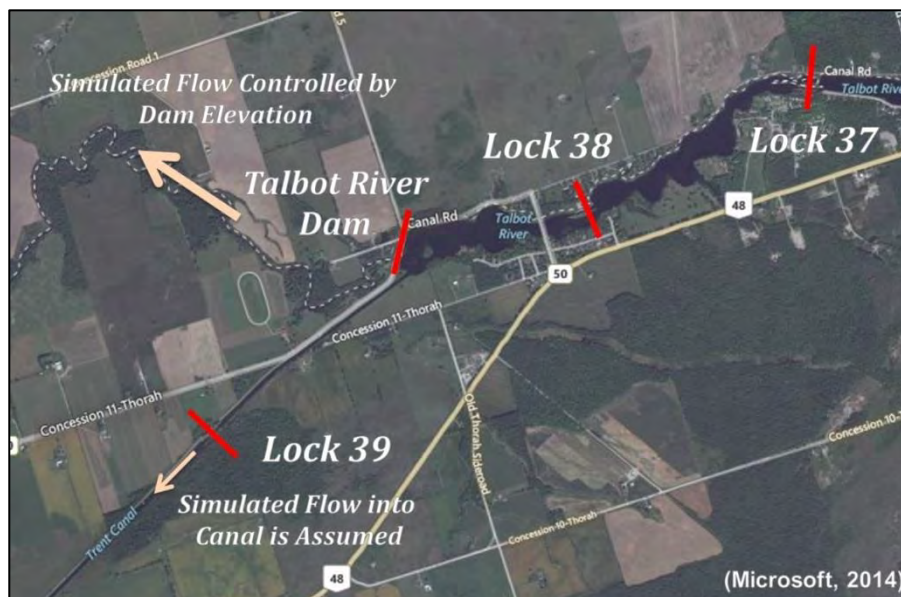 Concession Road 1
d 5
Simulated Flow Controlled by
Dam Elevation
Canal Rd
Talbot Rive
Lock 37
Lock 38
48
Talbot River
Dam
Canal Rd
Talbot
River
50
Concession 11-Thorah
Concession 11-Thorah
Old Thorah Sideroad
Concession 10-
Lock 39
Simulated Flow into
Canal is Assumed
Trent Canal
Concession 10-Thorah
48
(Microsoft, 2014)